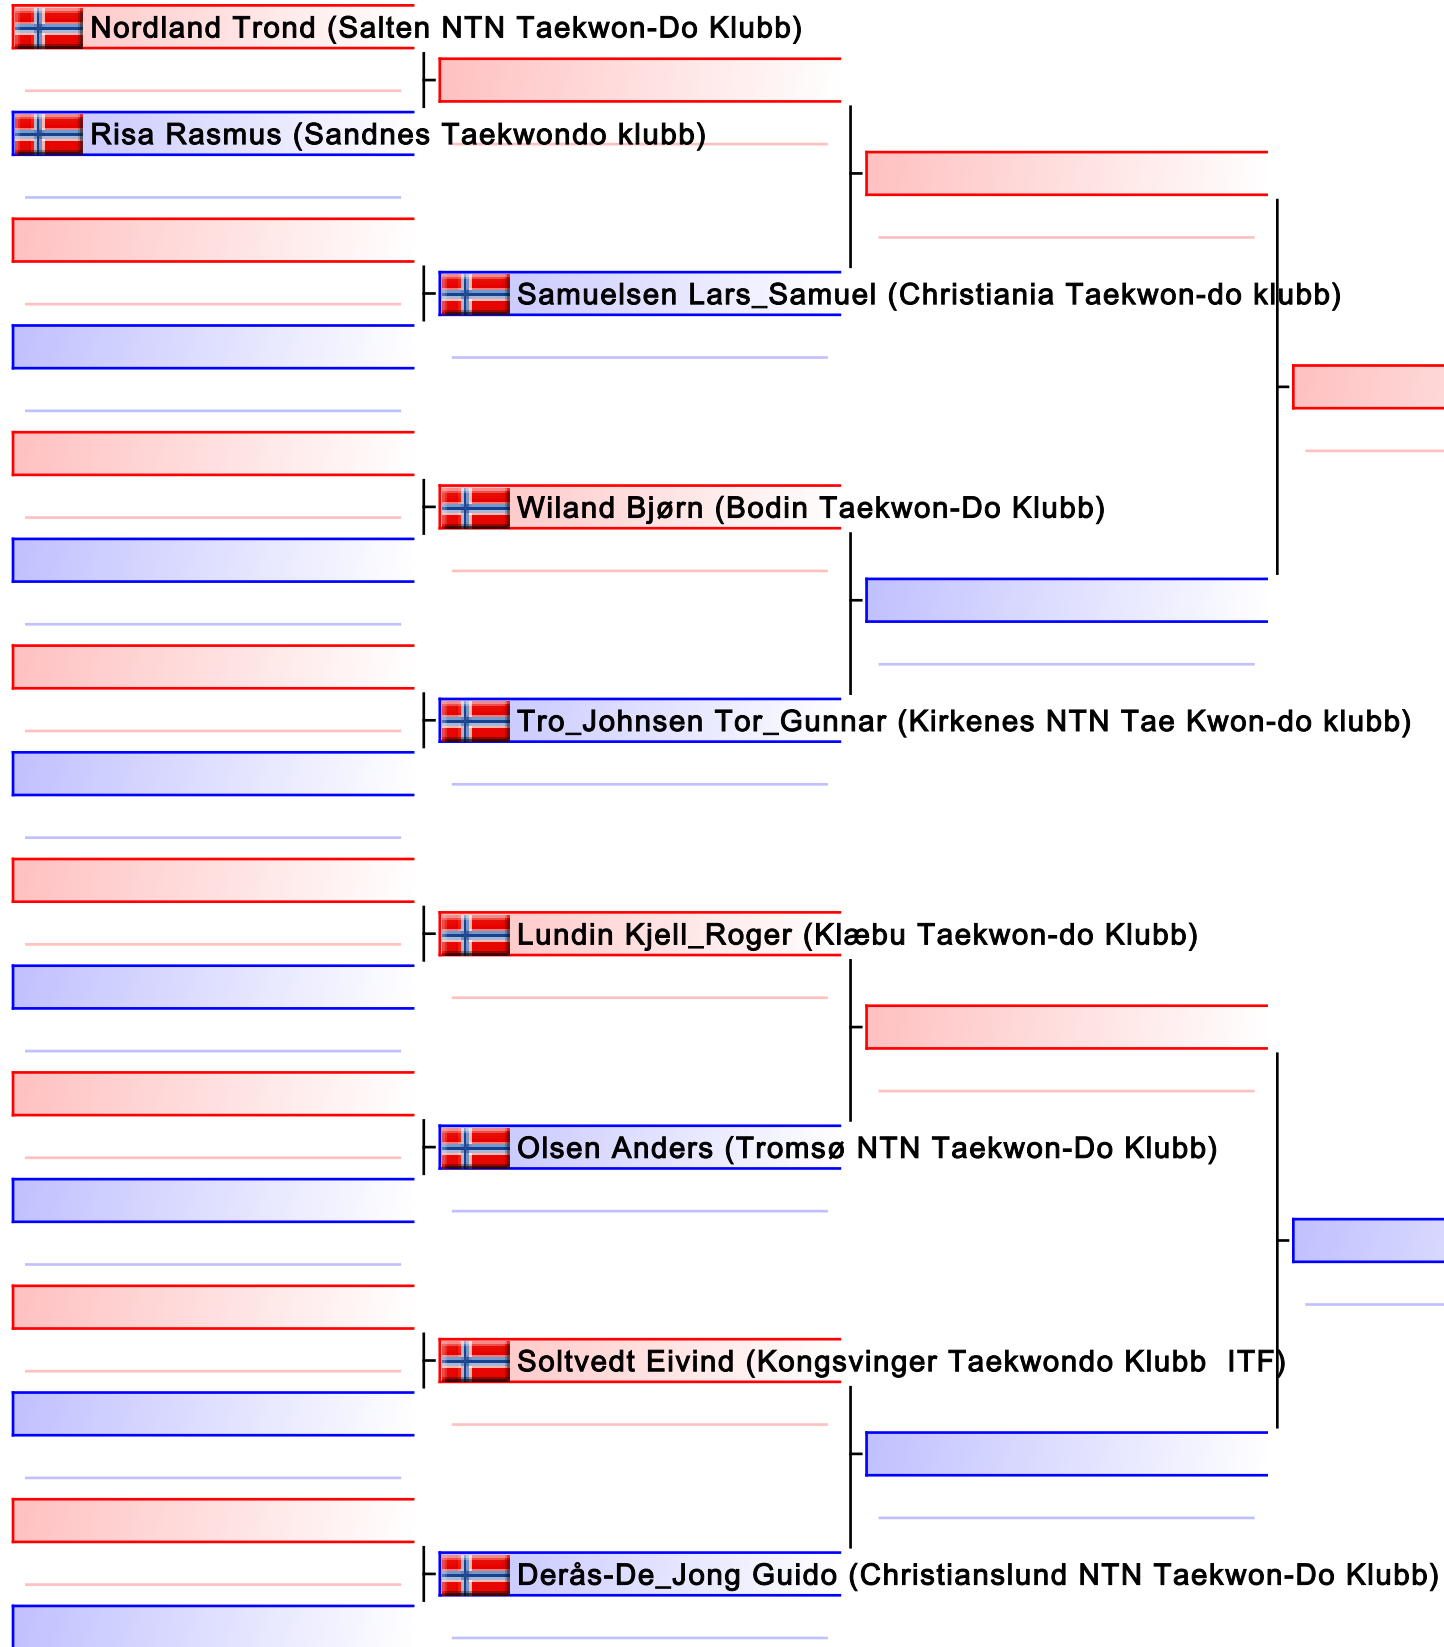 Nordland Trond (Salten NTN Taekwon-Do Klubb)
Risa Rasmus (Sandnes Taekwondo klubb)
Samuelsen Lars_Samuel (Christiania Taekwon-do klubb)
Wiland Bjørn (Bodin Taekwon-Do Klubb)
Tro_Johnsen Tor_Gunnar (Kirkenes NTN Tae Kwon-do klubb)
Lundin Kjell_Roger (Klæbu Taekwon-do Klubb)
Olsen Anders (Tromsø NTN Taekwon-Do Klubb)
Soltvedt Eivind (Kongsvinger Taekwondo Klubb  ITF)
Derås-De_Jong Guido (Christianslund NTN Taekwon-Do Klubb)